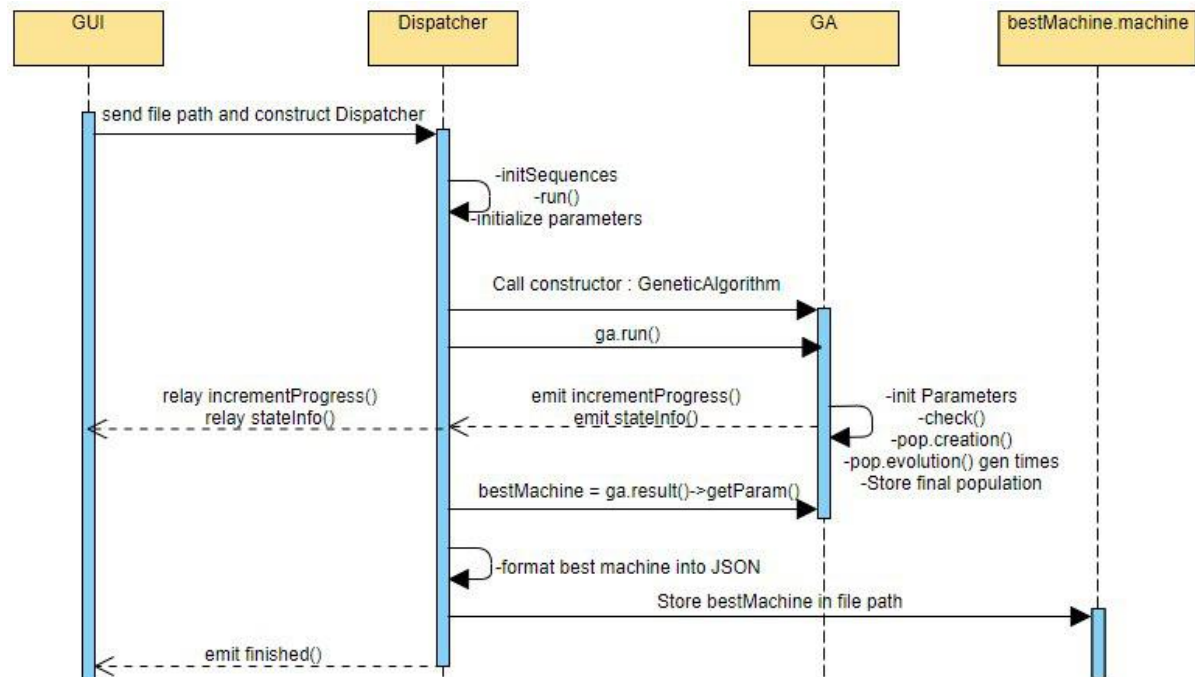 GUI
Dispatcher
GA
bestMachine.machine
send file path and construct Dispatcher
-initSequences
-run()
-initialize parameters
Call constructor : GeneticAlgorithm
ga.run()
relay incrementProgress()
relay stateInfo()
emit incrementProgress()
emit stateInfo()
-init Parameters
-check()
-pop.creation()
-pop.evolution() gen times
-Store final population
bestMachine = ga.result()->getParam()
-format best machine into JSON
Store bestMachine in file path
emit finished()